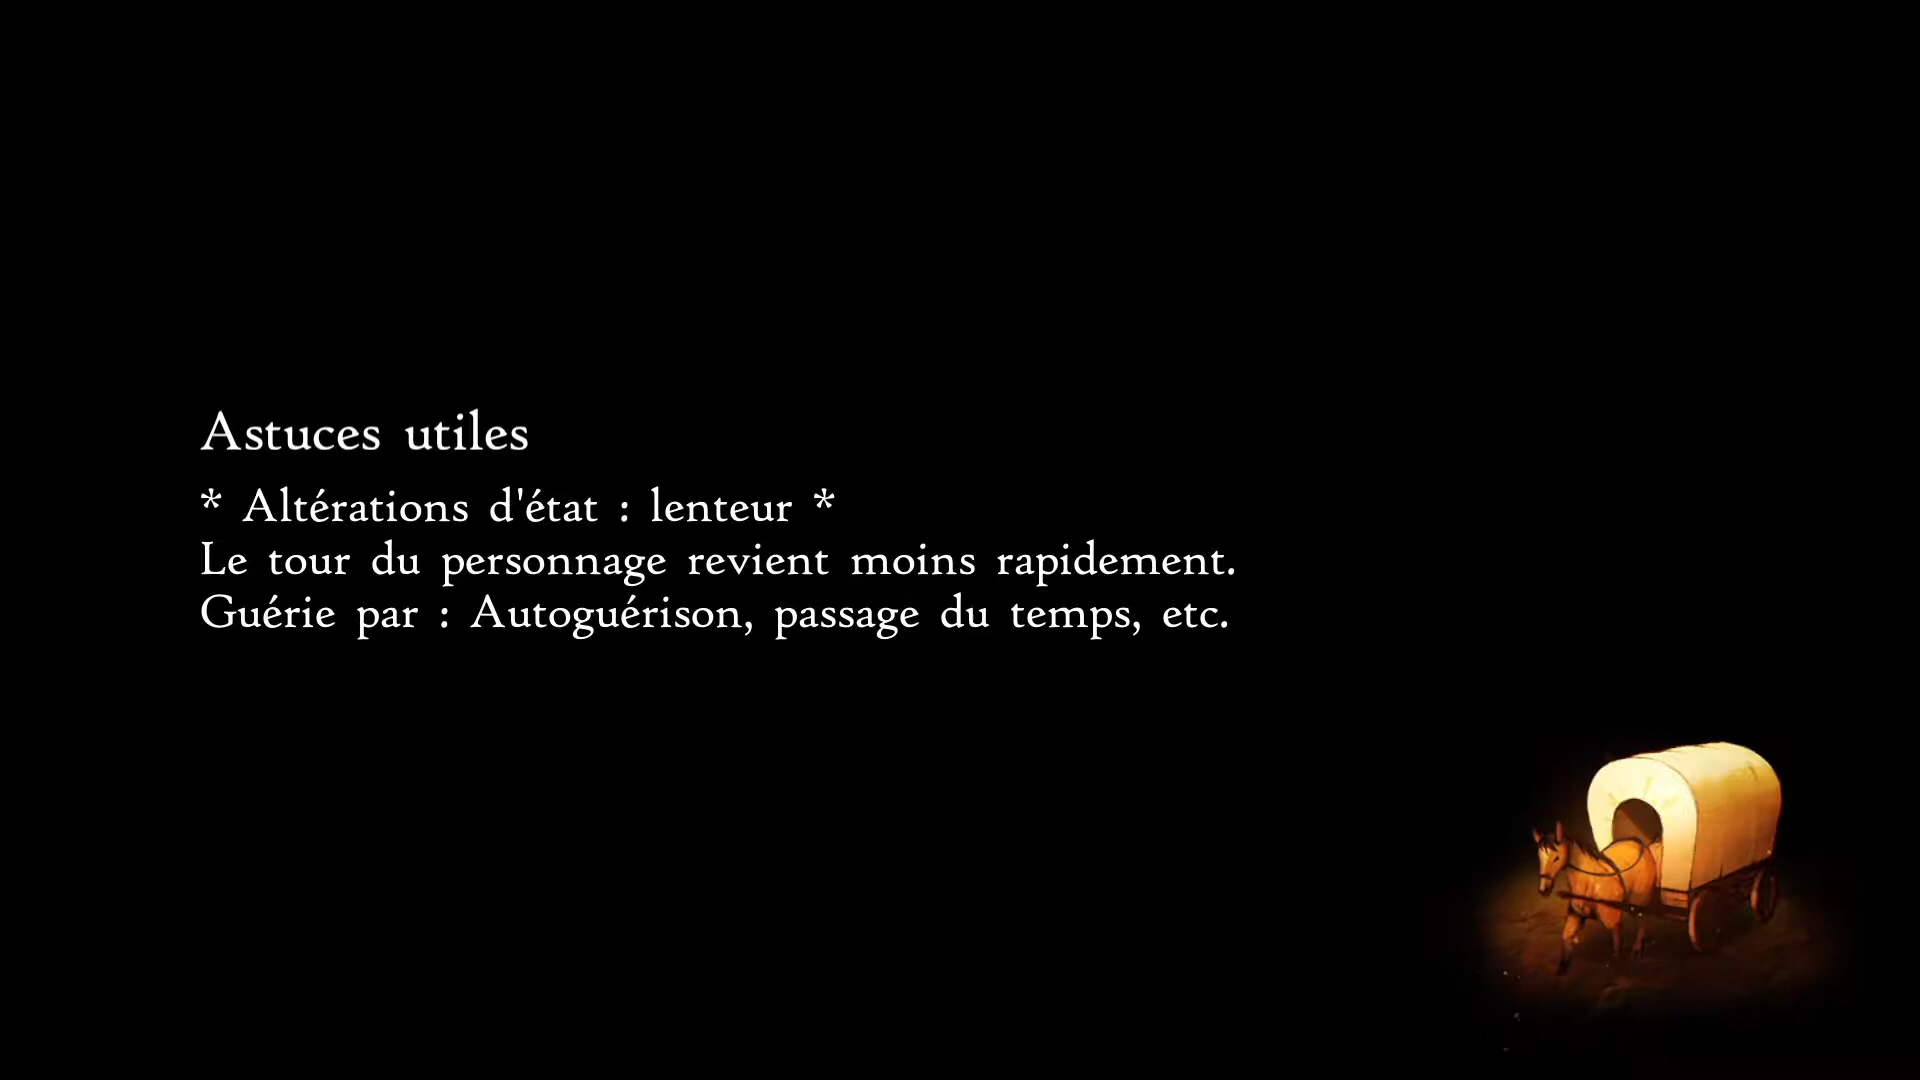 Astuces utiles
* Altérations d'état : lenteur *
Le tour du personnage revient moins rapidement.
Guérie par : Autoguérison, passage du temps, etc.